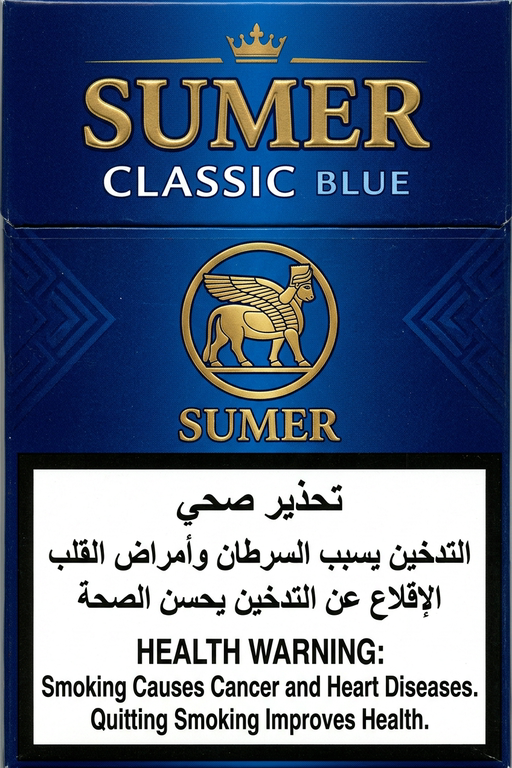 SUMER
CLASSIC BLUE
SUMER
تحذير صحي
التدخين يسبب السرطان وأمراض القلب
الإقلاع عن التدخين يحسن الصحة
HEALTH WARNING:
Smoking Causes Cancer and Heart Diseases.
Quitting Smoking Improves Health.